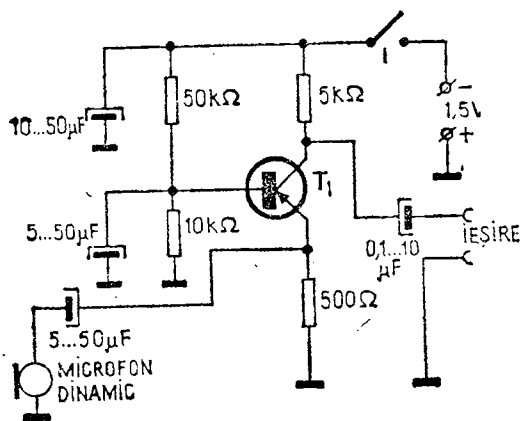 I
50kΩ
5kΩ
−
1,5V
+
10...50µF
T1
5...50µF
10kΩ
IEȘIRE
0,1...10
µF
500Ω
5...50µF
MICROFON
DINAMIC